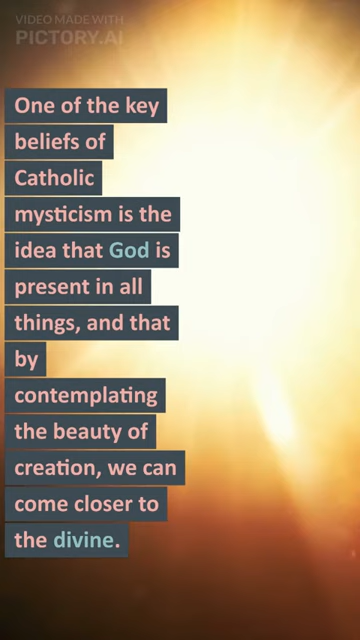 VIDEO MADE WITH
PICTORY.AI
One of the key
beliefs of
Catholic
mysticism is the
idea that God is
present in all
things, and that
by
contemplating
the beauty of
creation, we can
come closer to
the divine.